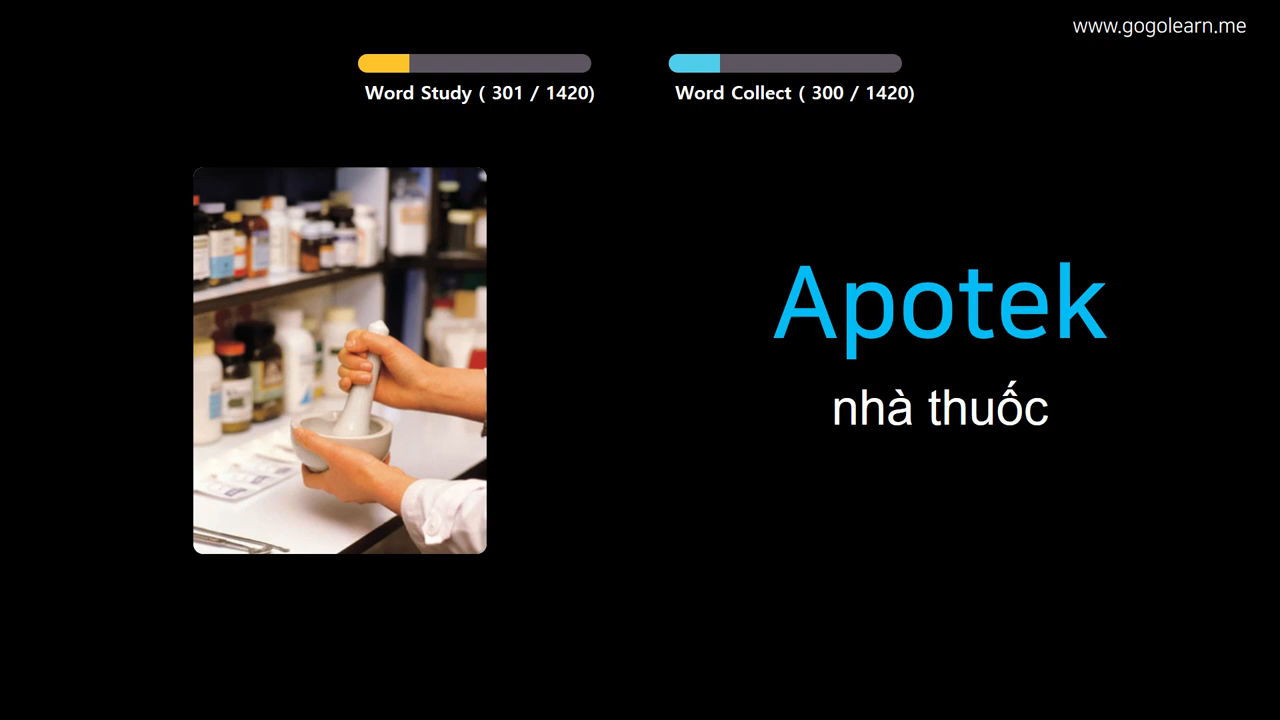 www.gogolearn.me
Word Study ( 301 / 1420)
Word Collect ( 300 / 1420)
Apotek
nhà thuốc